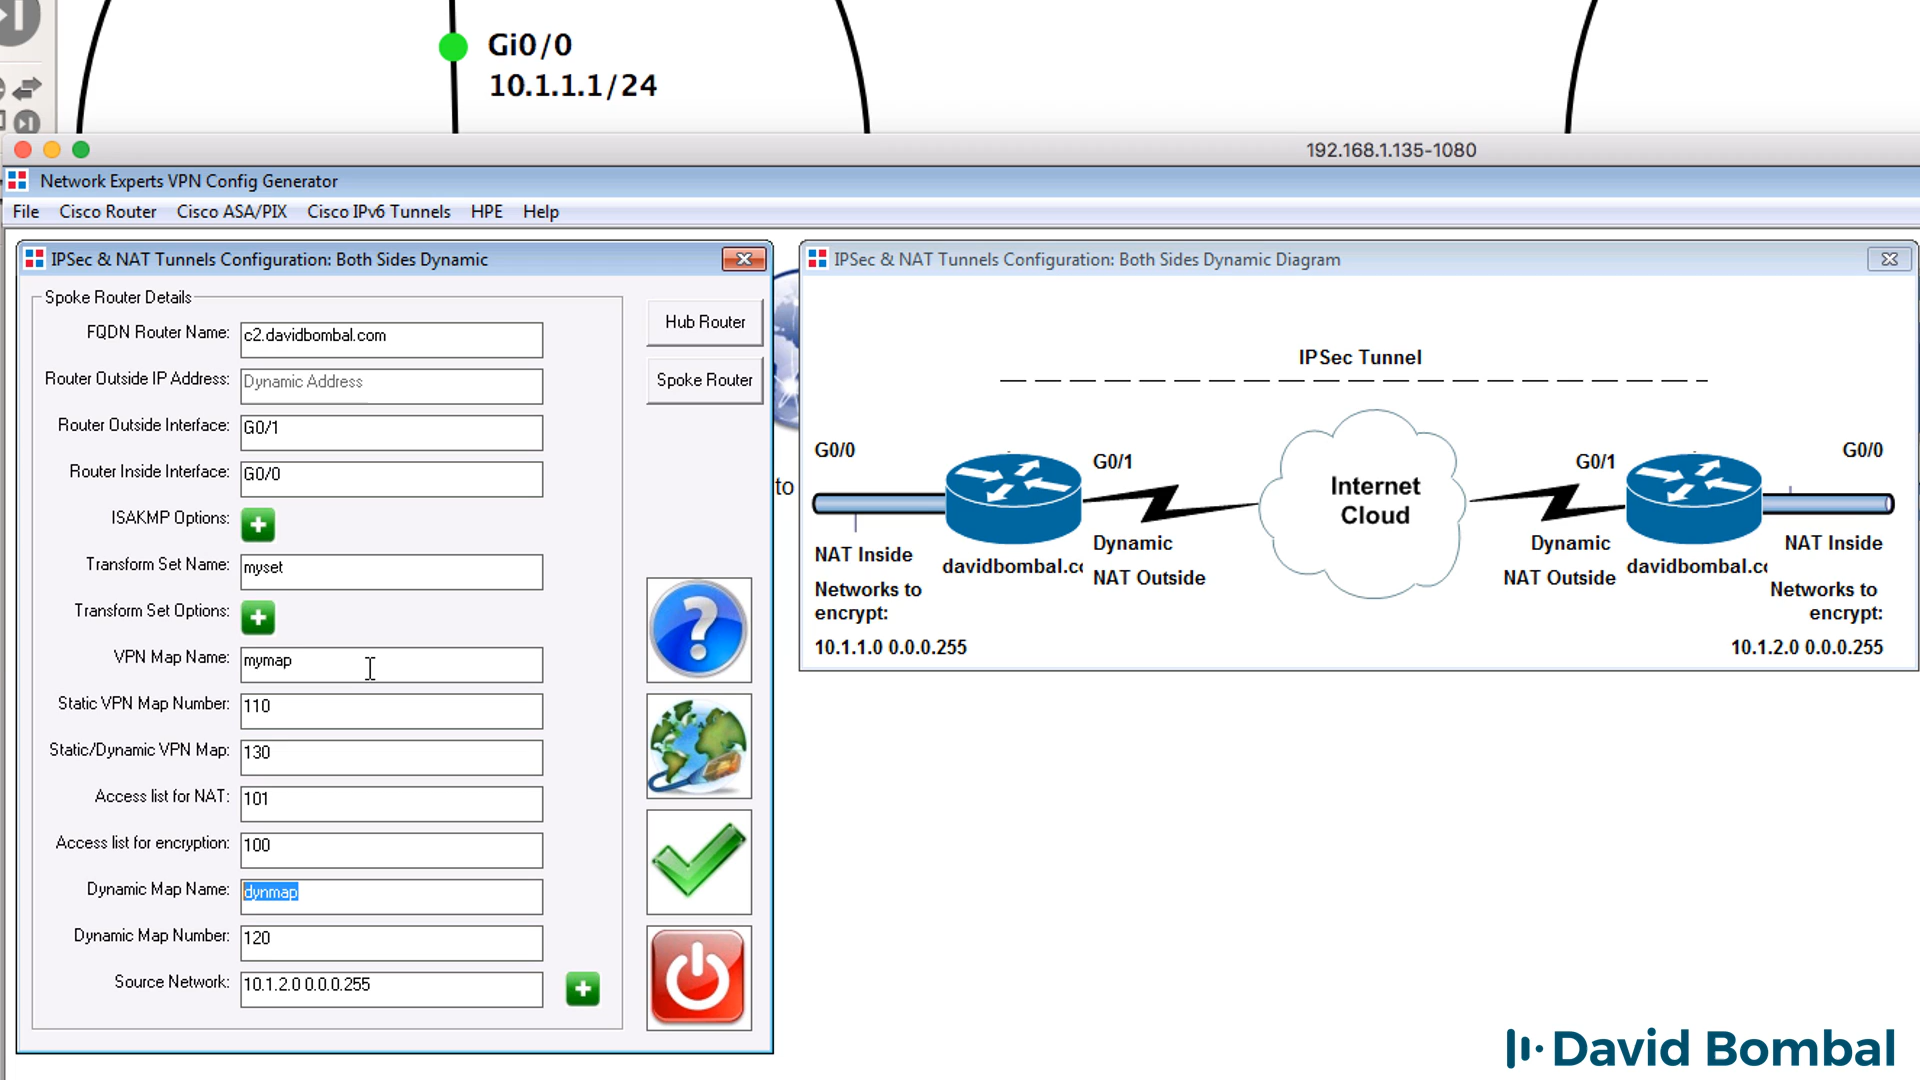 Gi0/0
10.1.1.1/24
192.168.1.135-1080
Network Experts VPN Config Generator
File Cisco Router Cisco ASA/PIX Cisco IPv6 Tunnels HPE Help
IPSec & NAT Tunnels Configuration: Both Sides Dynamic
Spoke Router Details
FQDN Router Name: c2.davidbombal.com
Router Outside IP Address: Dynamic Address
Router Outside Interface: G0/1
Router Inside Interface: G0/0
ISAKMP Options:
Transform Set Name: myset
Transform Set Options:
VPN Map Name: mymap
Static VPN Map Number: 110
Static/Dynamic VPN Map: 130
Access list for NAT: 101
Access list for encryption: 100
Dynamic Map Name: dynmap
Dynamic Map Number: 120
Source Network: 10.1.2.0 0.0.0.255
Hub Router
Spoke Router
to
IPSec & NAT Tunnels Configuration: Both Sides Dynamic Diagram
IPSec Tunnel
G0/0
G0/1
Internet
Cloud
G0/1
G0/0
NAT Inside
davidbombal.cc
Dynamic
NAT Outside
Dynamic
NAT Outside
davidbombal.cc
NAT Inside
Networks to
encrypt:
10.1.1.0 0.0.0.255
Networks to
encrypt:
10.1.2.0 0.0.0.255
David Bombal